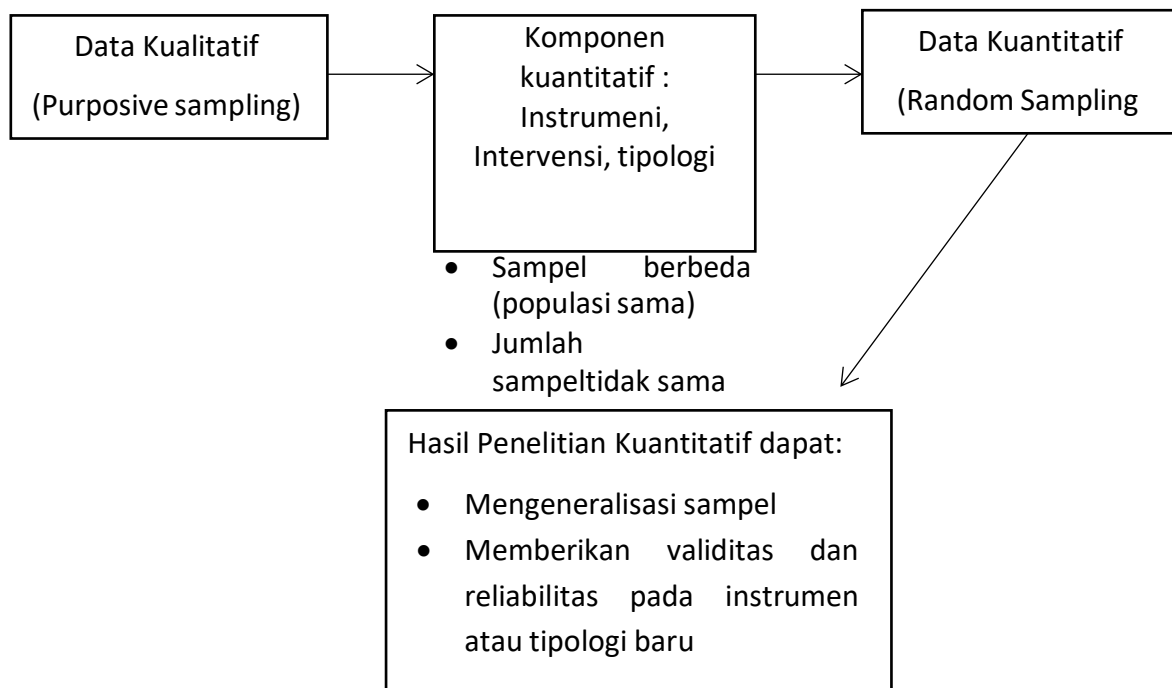 Data Kualitatif
(Purposive sampling)
Komponen
kuantitatif :
Instrumeni,
Intervensi, tipologi
Data Kuantitatif
(Random Sampling
• Sampel berbeda
(populasi sama)
• Jumlah
sampeltidak sama
Hasil Penelitian Kuantitatif dapat:
• Mengeneralisasi sampel
• Memberikan validitas dan
reliabilitas pada instrumen
atau tipologi baru